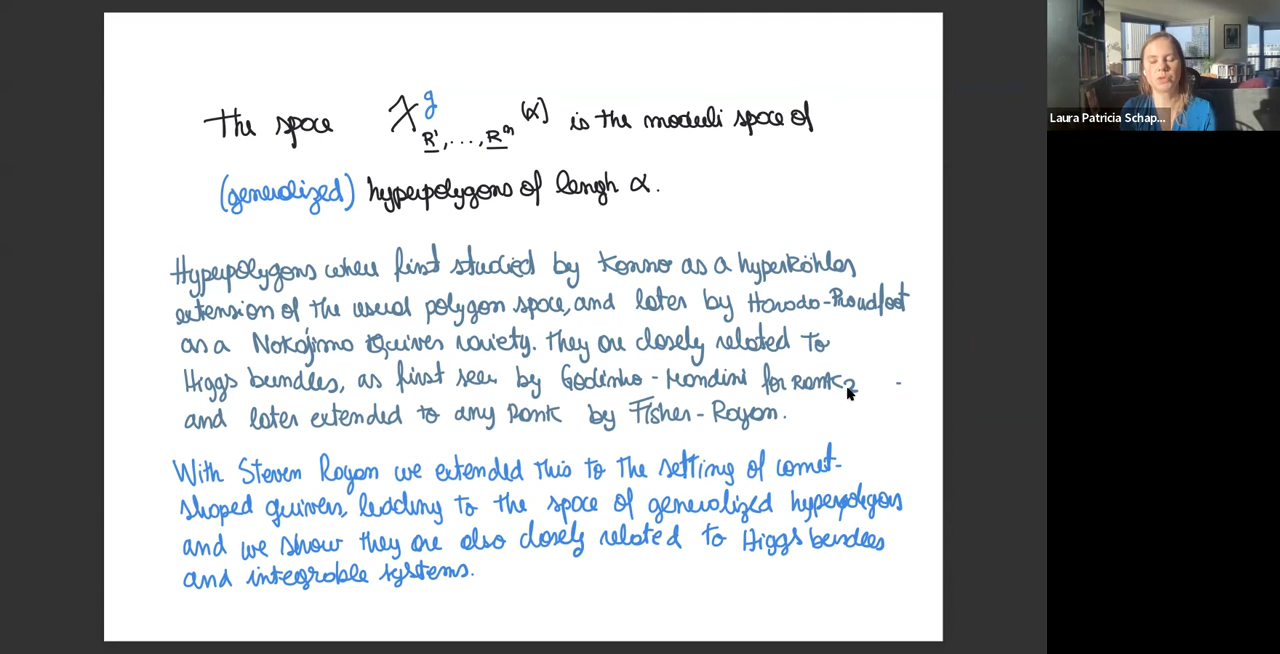 The space X^g_{R^1,...,R^n}(α) is the moduli space of
(generalized) hyperpolygons of lengh α.
Hyperpolygons where first studied by Konno as a hyperkähler
extension of the usual polygon space, and later by Harada-Proudfoot
as a Nakajima Quiver variety. They are closely related to
Higgs bundles, as first seen by Godinho-Mandini for RANK 2
and later extended to any Rank by Fisher-Rayan.
With Steven Rayan we extended this to the setting of comet-
shaped quivers, leading to the space of generalized hyperpolygons
and we show they are also closely related to Higgs bundles
and integrable systems.
Laura Patricia Schap...